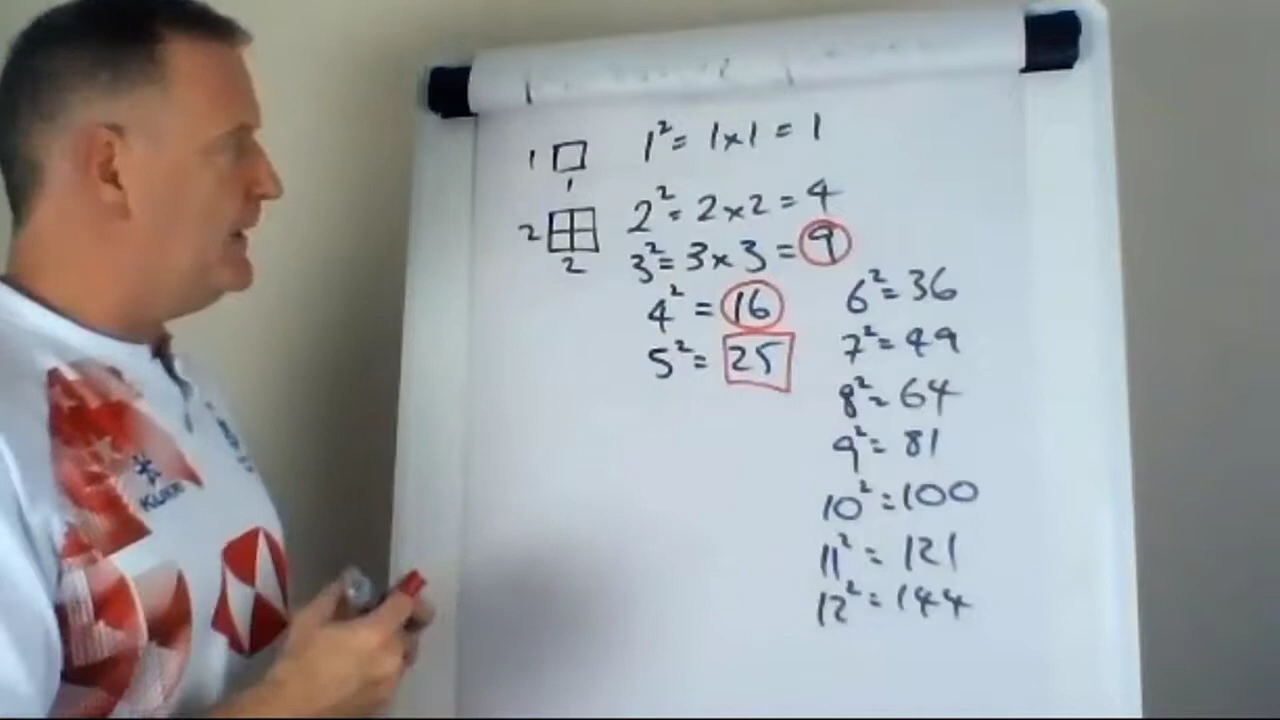 1 1² = 1x1 = 1
1
2 2² = 2x2 = 4
2 3² = 3x3 = 9
4² = 16
5² = 25
6² = 36
7² = 49
8² = 64
9² = 81
10² = 100
11² = 121
12² = 144